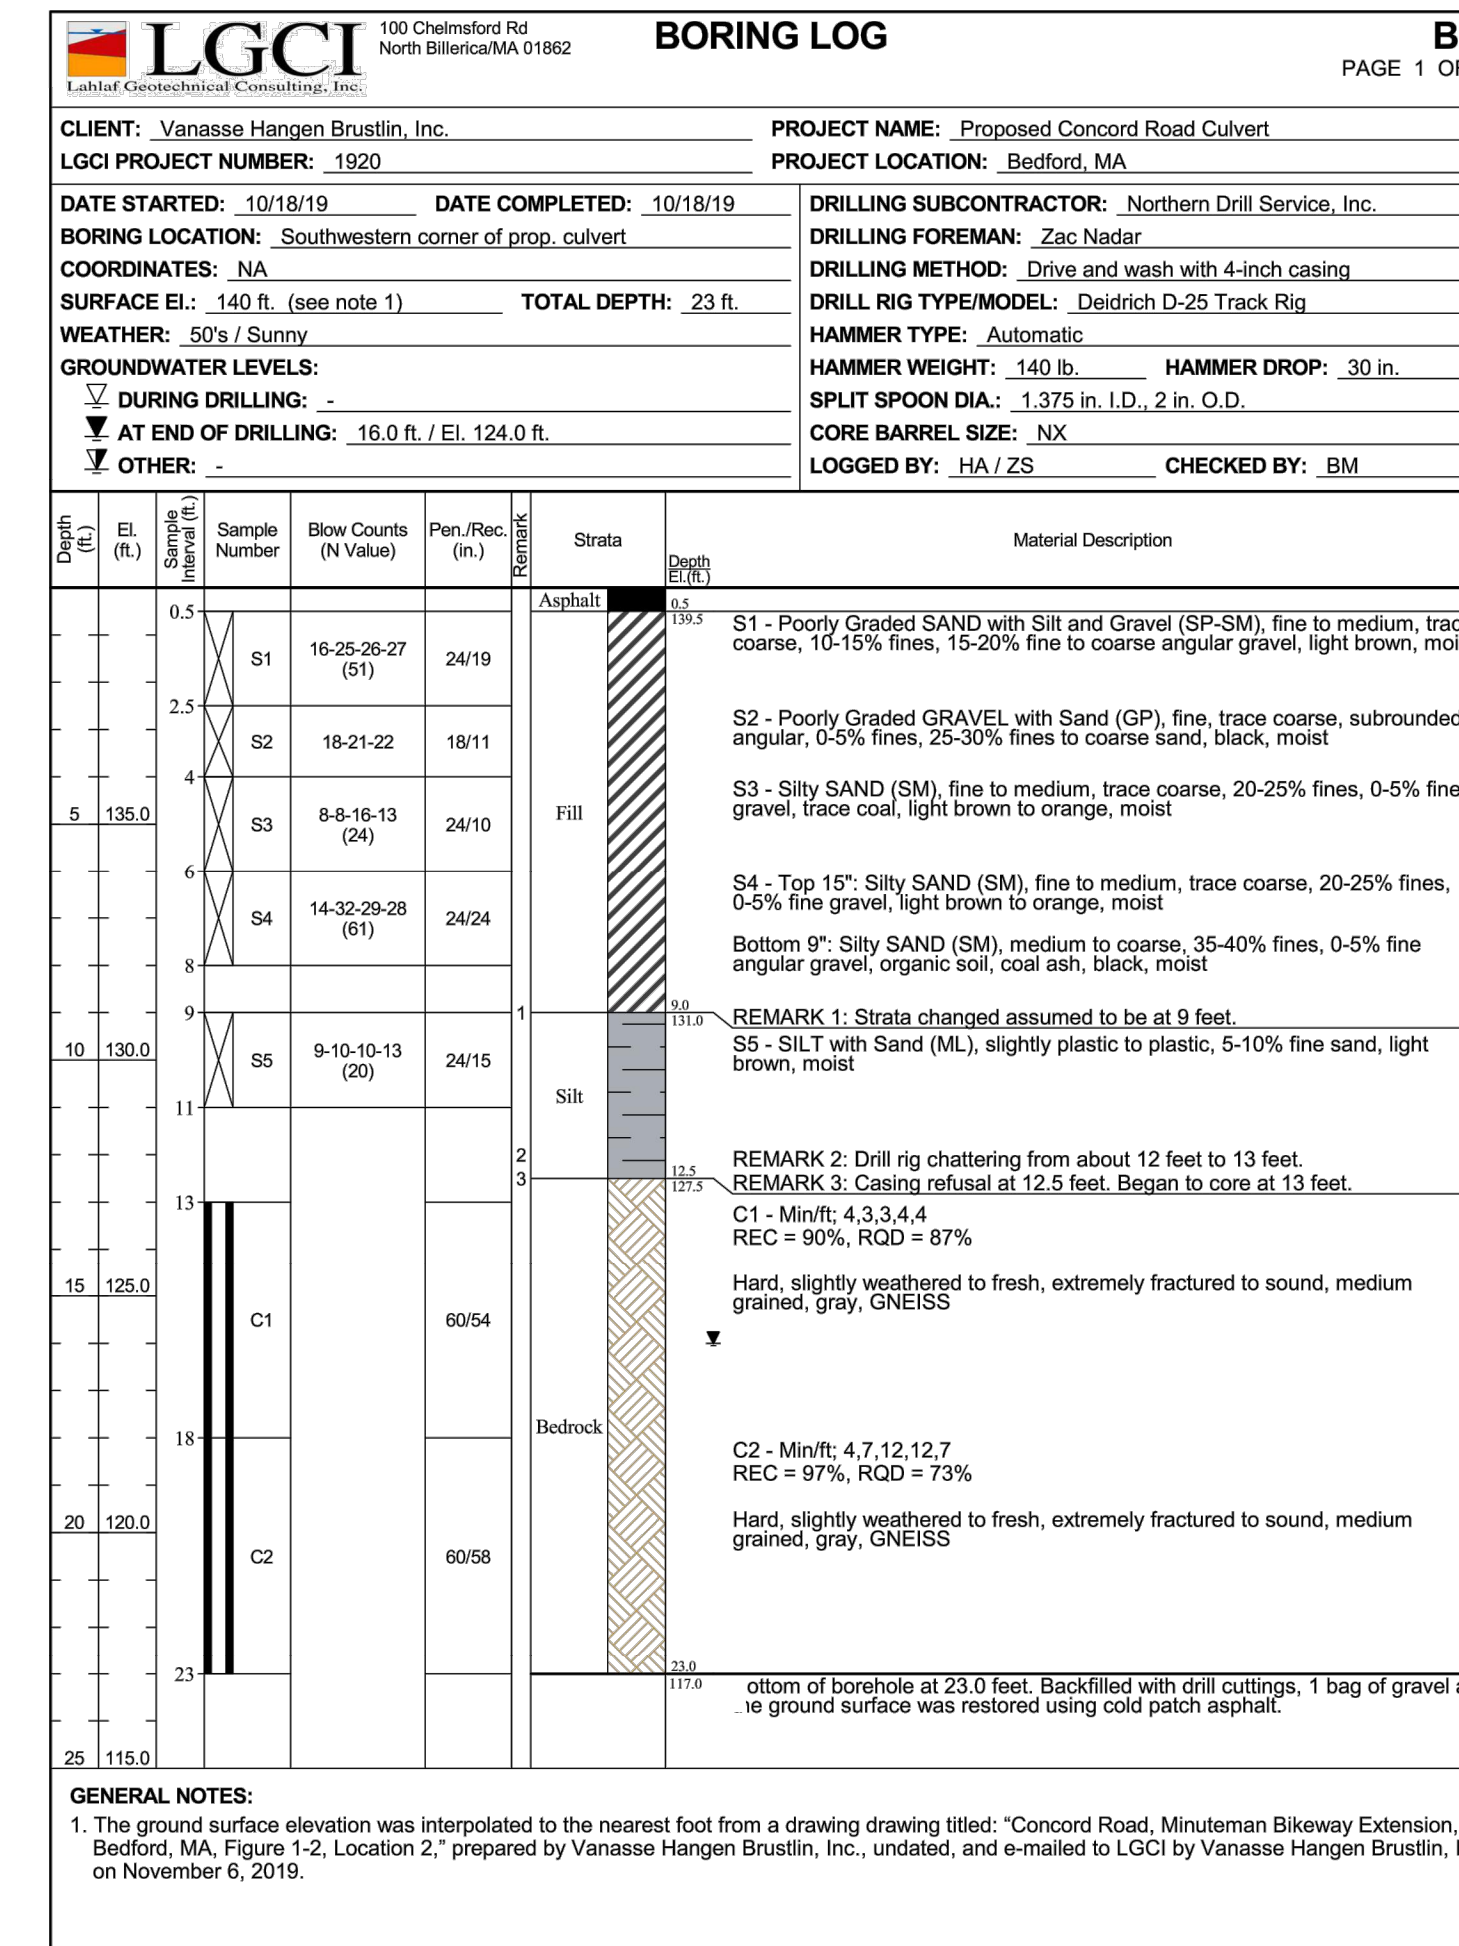 LGCI
Lahlaf Geotechnical Consulting, Inc.
100 Chelmsford Rd
North Billerica/MA 01862
BORING LOG
B
PAGE 1 OF
CLIENT: Vanasse Hangen Brustlin, Inc.
PROJECT NAME: Proposed Concord Road Culvert
LGCI PROJECT NUMBER: 1920
PROJECT LOCATION: Bedford, MA
DATE STARTED: 10/18/19 DATE COMPLETED: 10/18/19
BORING LOCATION: Southwestern corner of prop. culvert
COORDINATES: NA
SURFACE El.: 140 ft. (see note 1) TOTAL DEPTH: 23 ft.
WEATHER: 50's / Sunny
GROUNDWATER LEVELS:
DURING DRILLING: -
AT END OF DRILLING: 16.0 ft. / El. 124.0 ft.
OTHER: -
DRILLING SUBCONTRACTOR: Northern Drill Service, Inc.
DRILLING FOREMAN: Zac Nadar
DRILLING METHOD: Drive and wash with 4-inch casing
DRILL RIG TYPE/MODEL: Deidrich D-25 Track Rig
HAMMER TYPE: Automatic
HAMMER WEIGHT: 140 lb. HAMMER DROP: 30 in.
SPLIT SPOON DIA.: 1.375 in. I.D., 2 in. O.D.
CORE BARREL SIZE: NX
LOGGED BY: HA / ZS CHECKED BY: BM
Depth
(ft.)
El.
(ft.)
Sample
Interval (ft.)
Sample
Number
Blow Counts
(N Value)
Pen./Rec.
(in.)
Remark
Strata
Depth
El.(ft.)
Material Description
Asphalt
0.5
0.5
139.5
S1
16-25-26-27
(51)
24/19
S1 - Poorly Graded SAND with Silt and Gravel (SP-SM), fine to medium, trac
coarse, 10-15% fines, 15-20% fine to coarse angular gravel, light brown, moi
2.5
S2
18-21-22
18/11
S2 - Poorly Graded GRAVEL with Sand (GP), fine, trace coarse, subrounded
angular, 0-5% fines, 25-30% fines to coarse sand, black, moist
4
5 135.0
S3
8-8-16-13
(24)
24/10
Fill
S3 - Silty SAND (SM), fine to medium, trace coarse, 20-25% fines, 0-5% fine
gravel, trace coal, light brown to orange, moist
6
S4
14-32-29-28
(61)
24/24
S4 - Top 15": Silty SAND (SM), fine to medium, trace coarse, 20-25% fines,
0-5% fine gravel, light brown to orange, moist
Bottom 9": Silty SAND (SM), medium to coarse, 35-40% fines, 0-5% fine
angular gravel, organic soil, coal ash, black, moist
8
9
1
9.0
131.0
REMARK 1: Strata changed assumed to be at 9 feet.
10 130.0
S5
9-10-10-13
(20)
24/15
S5 - SILT with Sand (ML), slightly plastic to plastic, 5-10% fine sand, light
brown, moist
11
Silt
2
REMARK 2: Drill rig chattering from about 12 feet to 13 feet.
3
12.5
127.5
REMARK 3: Casing refusal at 12.5 feet. Began to core at 13 feet.
13
C1 - Min/ft; 4,3,3,4,4
REC = 90%, RQD = 87%
15 125.0
Hard, slightly weathered to fresh, extremely fractured to sound, medium
grained, gray, GNEISS
C1
60/54
Bedrock
18
C2 - Min/ft; 4,7,12,12,7
REC = 97%, RQD = 73%
20 120.0
Hard, slightly weathered to fresh, extremely fractured to sound, medium
grained, gray, GNEISS
C2
60/58
23
23.0
117.0
ottom of borehole at 23.0 feet. Backfilled with drill cuttings, 1 bag of gravel a
ne ground surface was restored using cold patch asphalt.
25 115.0
GENERAL NOTES:
1. The ground surface elevation was interpolated to the nearest foot from a drawing drawing titled: “Concord Road, Minuteman Bikeway Extension,
Bedford, MA, Figure 1-2, Location 2,” prepared by Vanasse Hangen Brustlin, Inc., undated, and e-mailed to LGCI by Vanasse Hangen Brustlin, I
on November 6, 2019.